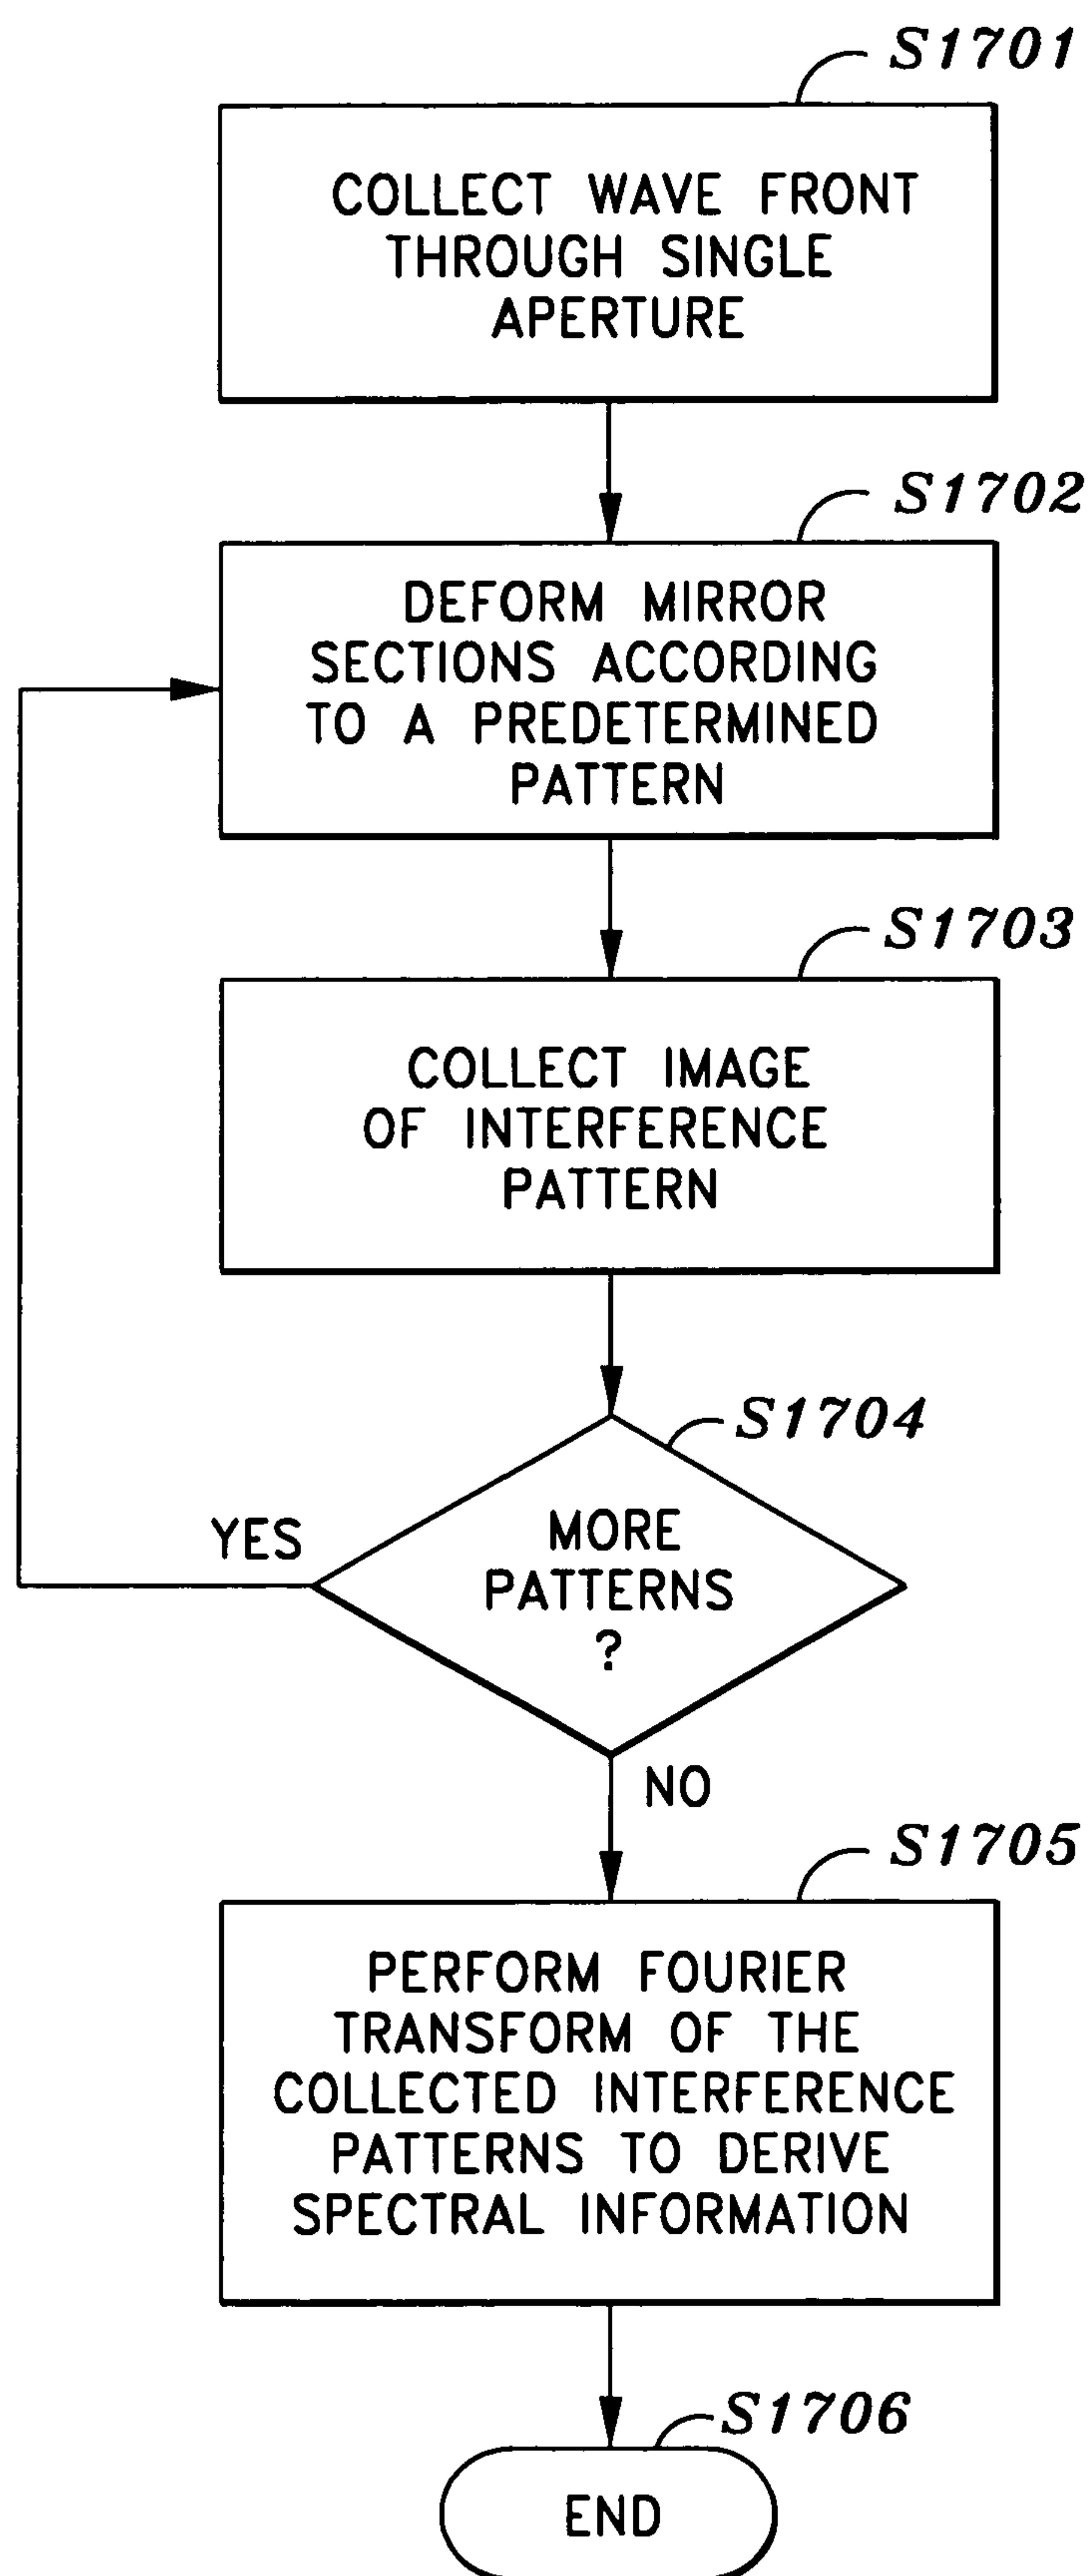 S1701
COLLECT WAVE FRONT
THROUGH SINGLE
APERTURE
S1702
DEFORM MIRROR
SECTIONS ACCORDING
TO A PREDETERMINED
PATTERN
S1703
COLLECT IMAGE
OF INTERFERENCE
PATTERN
S1704
YES
MORE
PATTERNS
?
NO
S1705
PERFORM FOURIER
TRANSFORM OF THE
COLLECTED INTERFERENCE
PATTERNS TO DERIVE
SPECTRAL INFORMATION
S1706
END